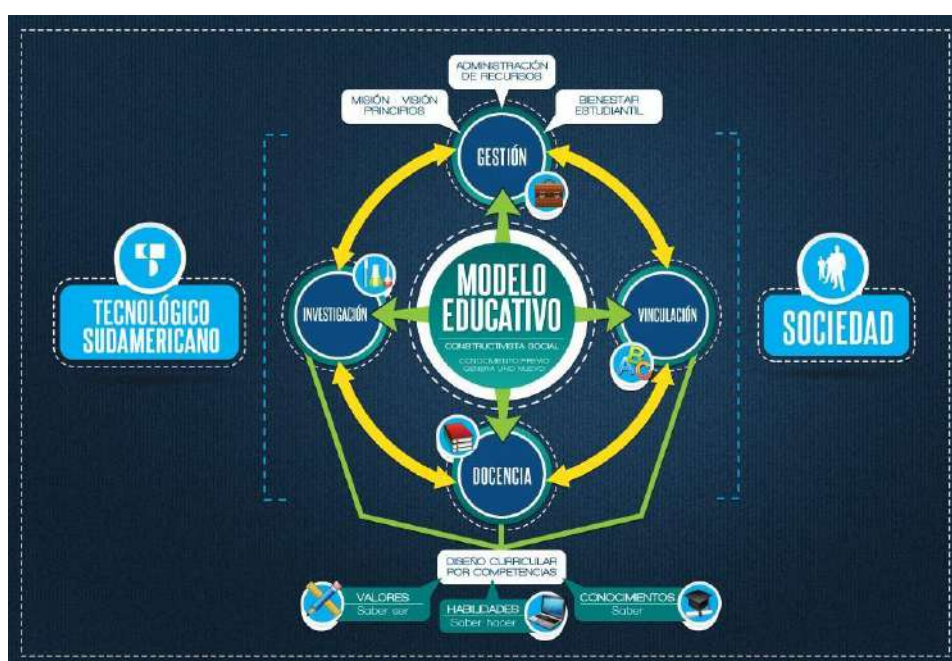 ADMINISTRACIÓN
DE RECURSOS
MISIÓN VISIÓN
PRINCIPIOS
BIENESTAR
ESTUDIANTIL
GESTIÓN
TECNOLÓGICO
SUDAMERICANO
INVESTIGACIÓN
MODELO
EDUCATIVO
CONSTRUCTIVISTA SOCIAL
CONOCIMIENTO PREVIO
GENERA UNO NUEVO
VINCULACIÓN
ABC
SOCIEDAD
DOCENCIA
DISEÑO CURRICULAR
POR COMPETENCIAS
VALORES
Saber ser
HABILIDADES
Saber hacer
CONOCIMIENTOS
Saber